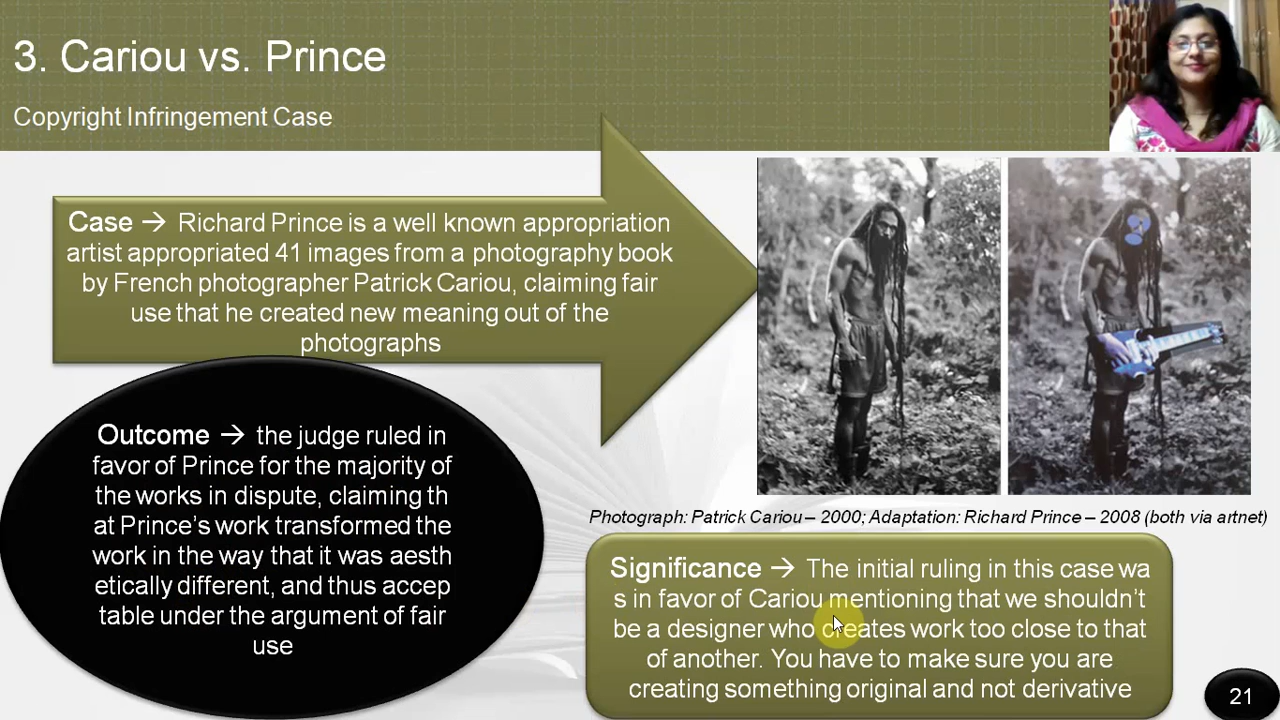 3. Cariou vs. Prince
Copyright Infringement Case
Case → Richard Prince is a well known appropriation
artist appropriated 41 images from a photography book
by French photographer Patrick Cariou, claiming fair
use that he created new meaning out of the
photographs
Outcome → the judge ruled in
favor of Prince for the majority of
the works in dispute, claiming th
at Prince's work transformed the
work in the way that it was aesth
etically different, and thus accep
table under the argument of fair
use
Photograph: Patrick Cariou – 2000; Adaptation: Richard Prince – 2008 (both via artnet)
Significance → The initial ruling in this case wa
s in favor of Cariou mentioning that we shouldn't
be a designer who creates work too close to that
of another. You have to make sure you are
creating something original and not derivative
21